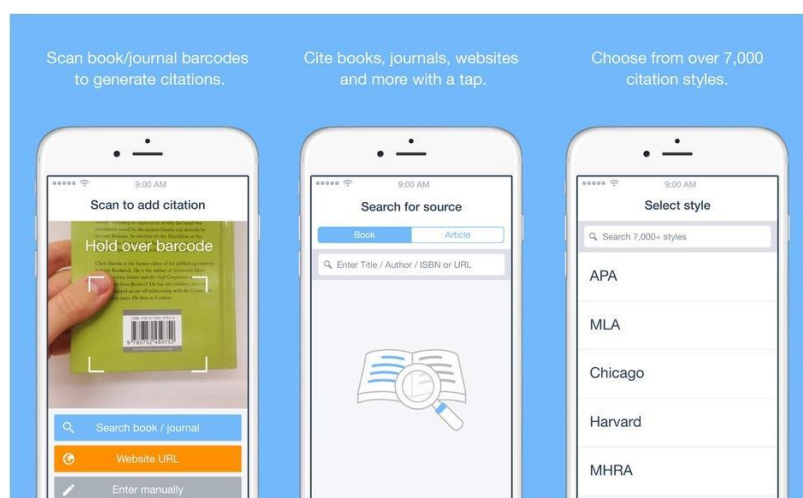 Scan book/journal barcodes
to generate citations.
9:00 AM
Scan to add citation
Hold over barcode
Search book / journal
Website URL
Enter manually
Cite books, journals, websites
and more with a tap.
9:00 AM
Search for source
Book
Article
Enter Title / Author / ISBN or URL
Choose from over 7,000
citation styles.
9:00 AM
Select style
Search 7,000+ styles
APA
MLA
Chicago
Harvard
MHRA